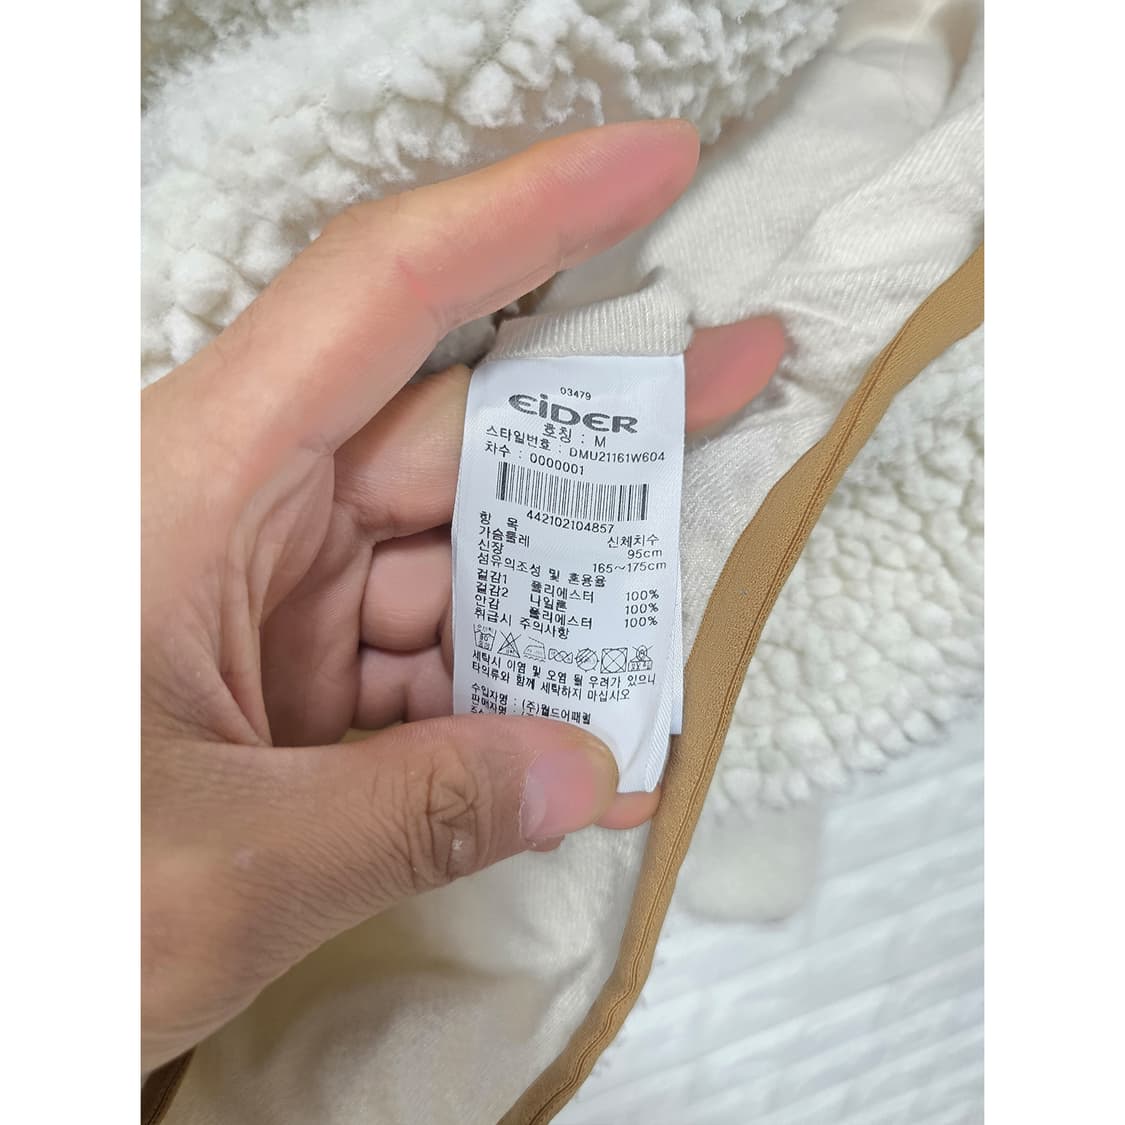 03479
EiDER
호칭 : M
스타일번호 : DMU21161W604
차수 : 0000001
442102104857
항 목 신체치수
가슴둘레 95cm
신장 165~175cm
섬유의조성 및 혼용율
겉감1 폴리에스터 100%
겉감2 나일론 100%
안감 폴리에스터 100%
취급시 주의사항
세탁시 이염 및 오염 될 우려가 있으니
타의류와 함께 세탁하지 마십시오
수입자명 : (주)월드어패럴
판매자명 :